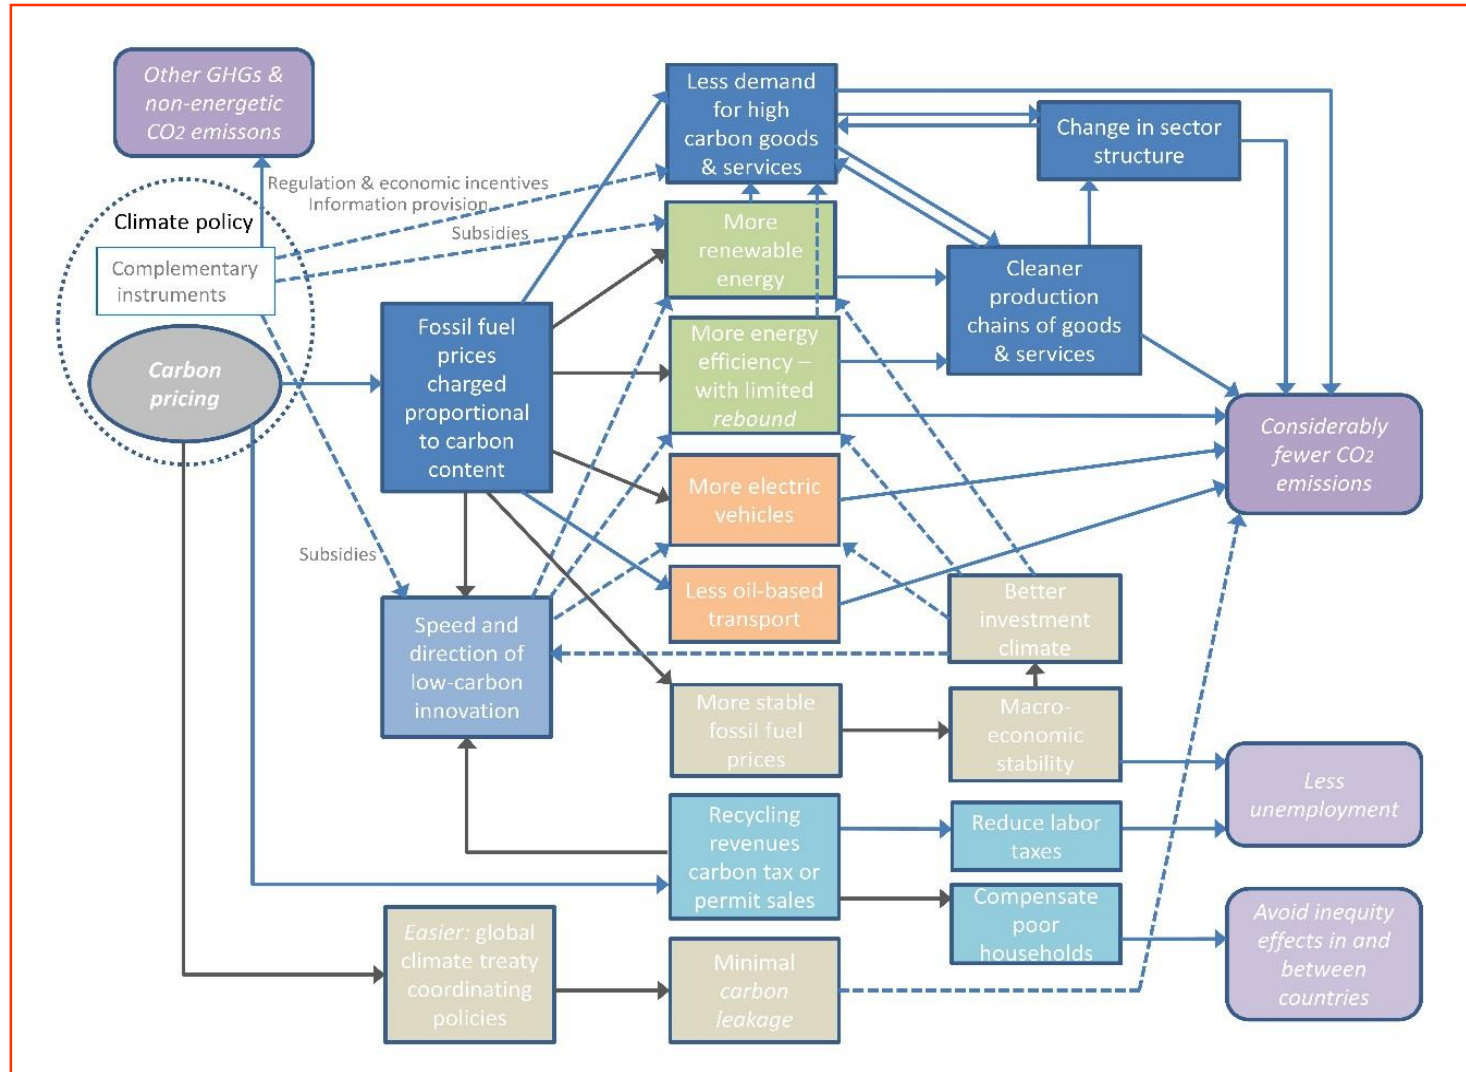 Other GHGs &
non-energetic
CO2 emissons
Less demand
for high
carbon goods
& services
Change in sector
structure
Regulation & economic incentives
Information provision
Climate policy
Subsidies
More
renewable
energy
Complementary
instruments
Cleaner
production
chains of goods
& services
Fossil fuel
prices
charged
proportional
to carbon
content
More energy
efficiency –
with limited
rebound
Carbon
pricing
Considerably
fewer CO2
emissions
More electric
vehicles
Subsidies
Less oil-based
transport
Better
investment
climate
Speed and
direction of
low-carbon
innovation
More stable
fossil fuel
prices
Macro-
economic
stability
Less
unemployment
Recycling
revenues
carbon tax or
permit sales
Reduce labor
taxes
Compensate
poor
households
Avoid inequity
effects in and
between
countries
Easier: global
climate treaty
coordinating
policies
Minimal
carbon
leakage